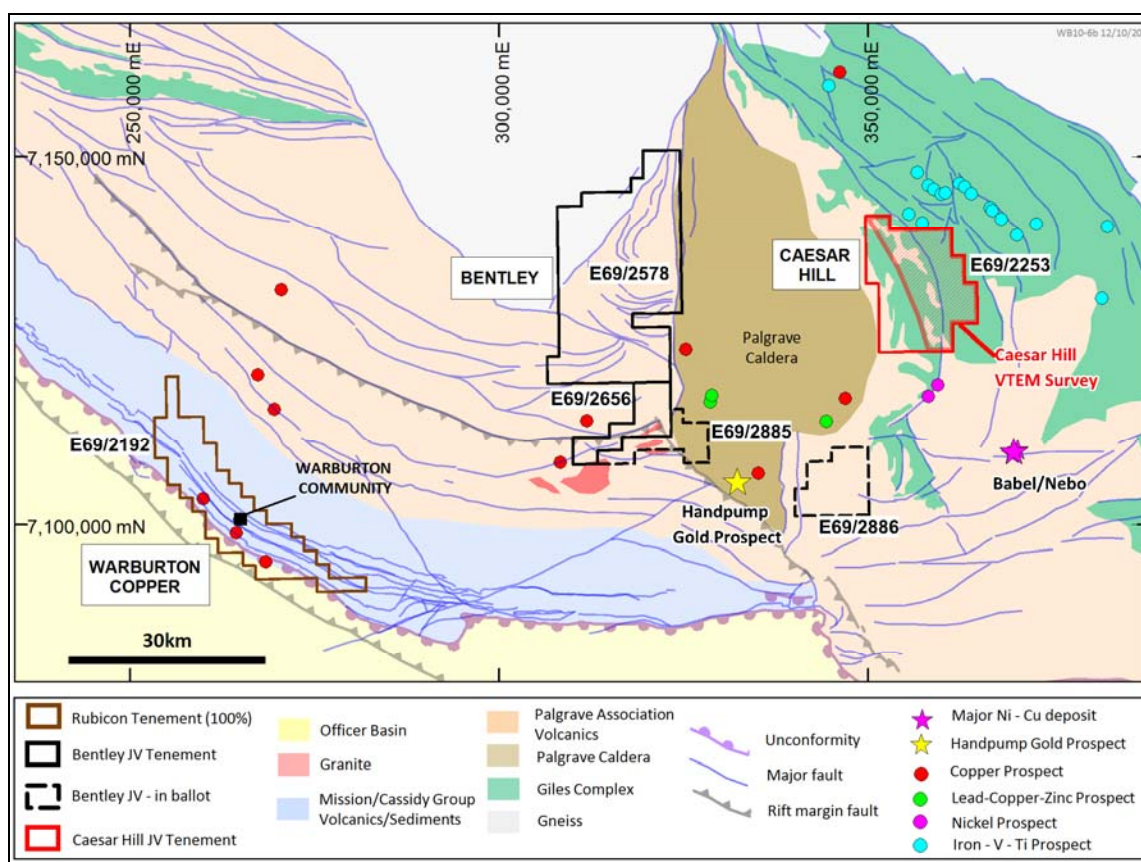 WB10-6b 12/10/20
250,000 mE
300,000 mE
350,000 mE
7,150,000 mN
7,100,000 mN
BENTLEY
E69/2578
CAESAR
HILL
E69/2253
Palgrave
Caldera
Caesar Hill
VTEM Survey
E69/2656
E69/2885
E69/2192
WARBURTON
COMMUNITY
Babel/Nebo
Handpump
Gold Prospect
E69/2886
WARBURTON
COPPER
30km
Rubicon Tenement (100%)
Bentley JV Tenement
Bentley JV - in ballot
Caesar Hill JV Tenement
Officer Basin
Granite
Mission/Cassidy Group
Volcanics/Sediments
Palgrave Association
Volcanics
Palgrave Caldera
Giles Complex
Gneiss
Unconformity
Major fault
Rift margin fault
Major Ni - Cu deposit
Handpump Gold Prospect
Copper Prospect
Lead-Copper-Zinc Prospect
Nickel Prospect
Iron - V - Ti Prospect